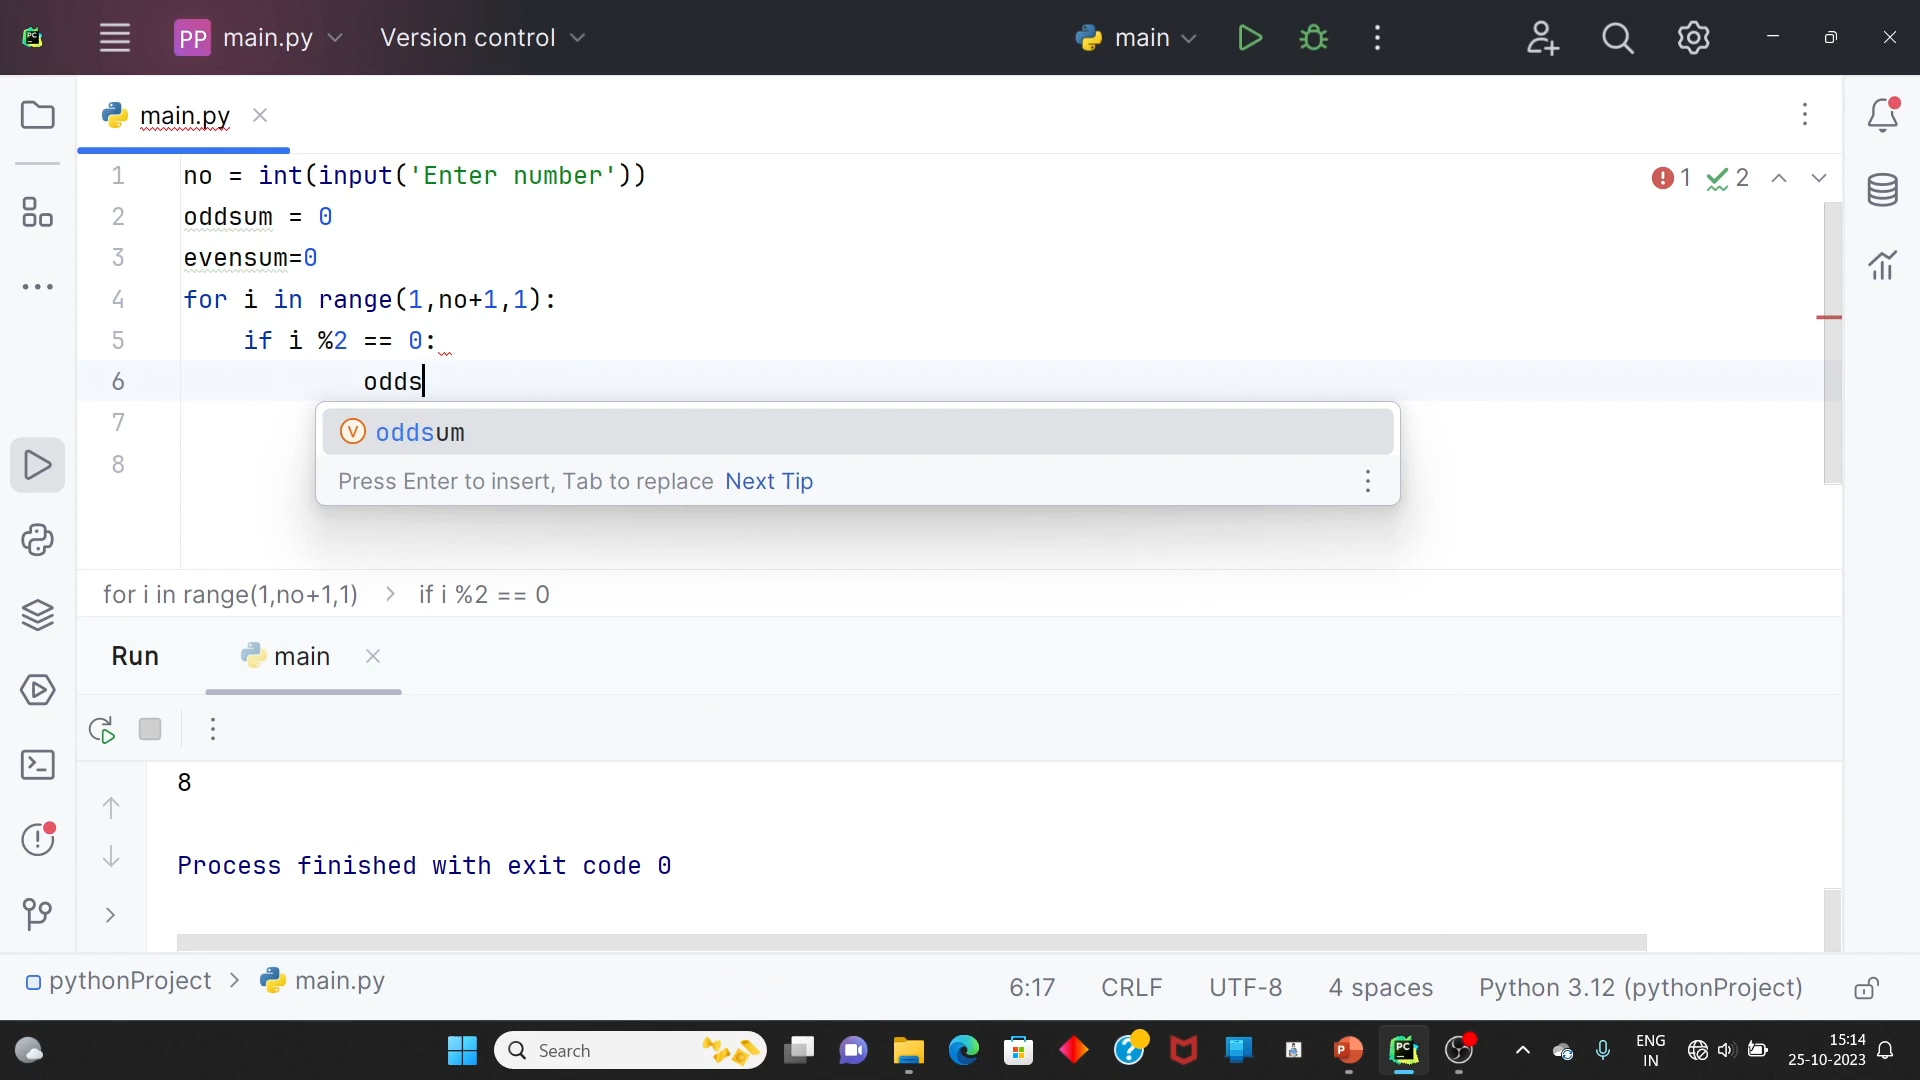 PP main.py Version control main
main.py
1 no = int(input('Enter number'))
2 oddsum = 0
3 evensum=0
4 for i in range(1,no+1,1):
5 if i %2 == 0:
6 odds
7
8
1 2
oddsum
Press Enter to insert, Tab to replace Next Tip
for i in range(1,no+1,1) > if i %2 == 0
Run main
8
Process finished with exit code 0
pythonProject > main.py 6:17 CRLF UTF-8 4 spaces Python 3.12 (pythonProject)
Search
ENG
IN
15:14
25-10-2023